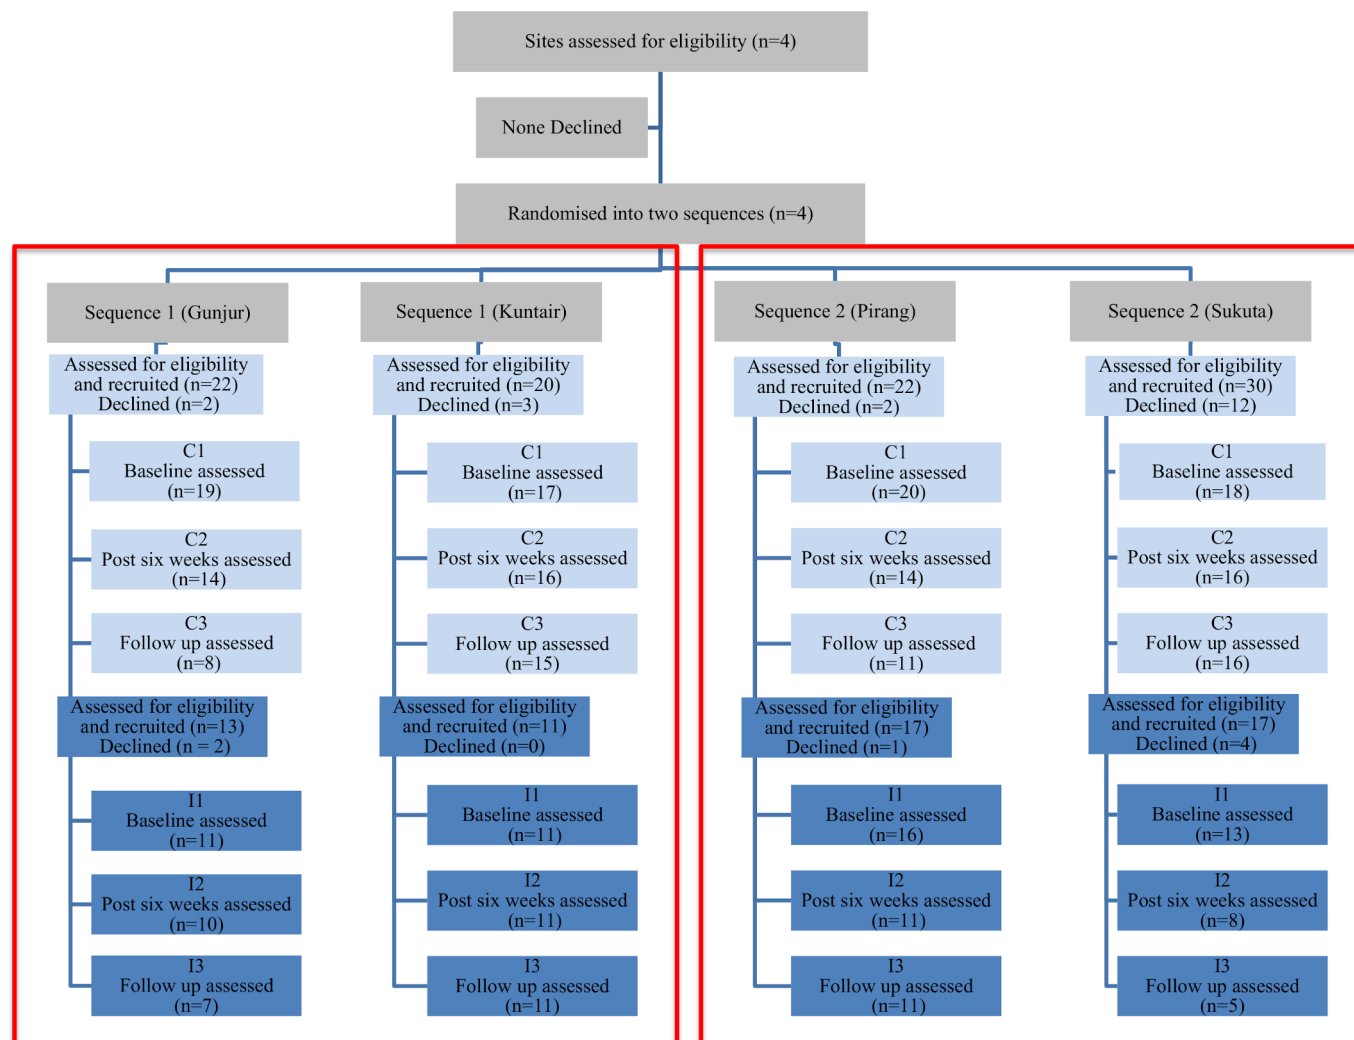 Sites assessed for eligibility (n=4)
None Declined
Randomised into two sequences (n=4)
Sequence 1 (Gunjur)
Assessed for eligibility
and recruited (n=22)
Declined (n=2)
C1
Baseline assessed
(n=19)
C2
Post six weeks assessed
(n=14)
C3
Follow up assessed
(n=8)
Assessed for eligibility
and recruited (n=13)
Declined (n = 2)
I1
Baseline assessed
(n=11)
I2
Post six weeks assessed
(n=10)
I3
Follow up assessed
(n=7)
Sequence 1 (Kuntair)
Assessed for eligibility
and recruited (n=20)
Declined (n=3)
C1
Baseline assessed
(n=17)
C2
Post six weeks assessed
(n=16)
C3
Follow up assessed
(n=15)
Assessed for eligibility
and recruited (n=11)
Declined (n=0)
I1
Baseline assessed
(n=11)
I2
Post six weeks assessed
(n=11)
I3
Follow up assessed
(n=11)
Sequence 2 (Pirang)
Assessed for eligibility
and recruited (n=22)
Declined (n=2)
C1
Baseline assessed
(n=20)
C2
Post six weeks assessed
(n=14)
C3
Follow up assessed
(n=11)
Assessed for eligibility
and recruited (n=17)
Declined (n=1)
I1
Baseline assessed
(n=16)
I2
Post six weeks assessed
(n=11)
I3
Follow up assessed
(n=11)
Sequence 2 (Sukuta)
Assessed for eligibility
and recruited (n=30)
Declined (n=12)
C1
Baseline assessed
(n=18)
C2
Post six weeks assessed
(n=16)
C3
Follow up assessed
(n=16)
Assessed for eligibility
and recruited (n=17)
Declined (n=4)
I1
Baseline assessed
(n=13)
I2
Post six weeks assessed
(n=8)
I3
Follow up assessed
(n=5)